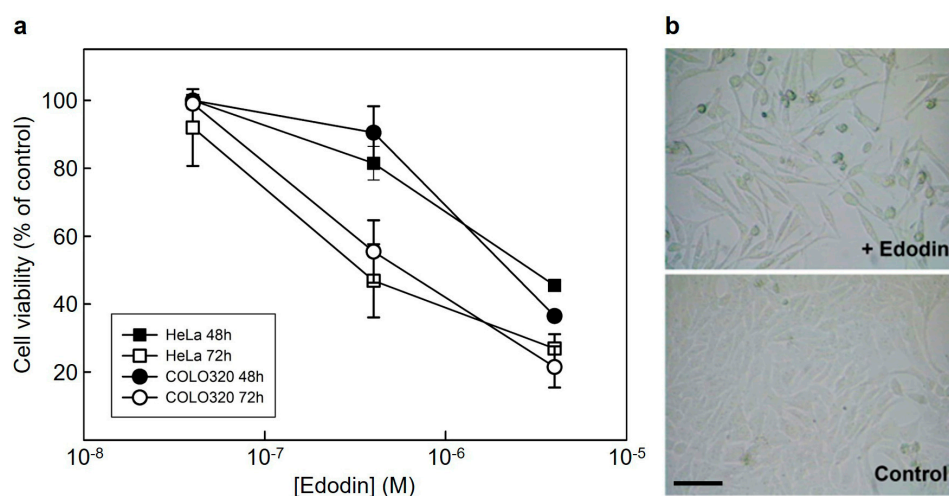 a
b
Cell viability (% of control)
100
80
60
40
20
HeLa 48h
HeLa 72h
COLO320 48h
COLO320 72h
10⁻⁸
10⁻⁷
10⁻⁶
10⁻⁵
[Edodin] (M)
+ Edodin
Control